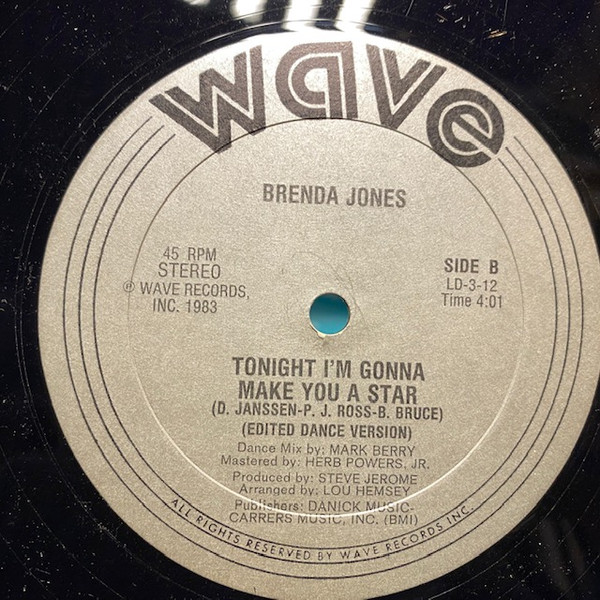 wave
BRENDA JONES
45 RPM
STEREO
℗ WAVE RECORDS,
INC. 1983
SIDE B
LD-3-12
Time 4:01
TONIGHT I'M GONNA
MAKE YOU A STAR
(D. JANSSEN-P. J. ROSS-B. BRUCE)
(EDITED DANCE VERSION)
Dance Mix by: MARK BERRY
Mastered by: HERB POWERS, JR.
Produced by: STEVE JEROME
Arranged by: LOU HEMSEY
Publishers: DANICK MUSIC-
CARRERS MUSIC, INC. (BMI)
ALL RIGHTS RESERVED BY WAVE RECORDS INC.